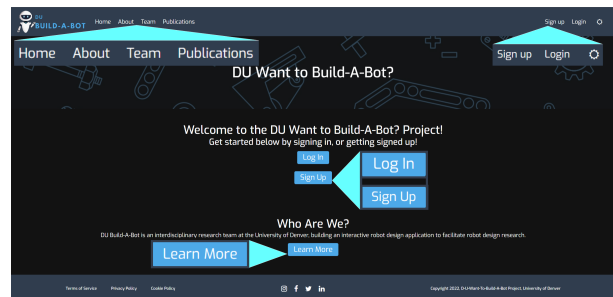 DU
BUILD-A-BOT
Home About Team Publications
Sign up Login
Home About Team Publications
Sign up Login
DU Want to Build-A-Bot?
Welcome to the DU Want to Build-A-Bot? Project!
Get started below by signing in, or getting signed up!
Log In
Log In
Sign Up
Sign Up
Who Are We?
DU Build-A-Bot is an interdisciplinary research team at the University of Denver, building an interactive robot design application to facilitate robot design research.
Learn More
Learn More
Terms of Service Privacy Policy Cookie Policy
Copyright 2022, DU-Want-To-Build-A-Bot Project, University of Denver